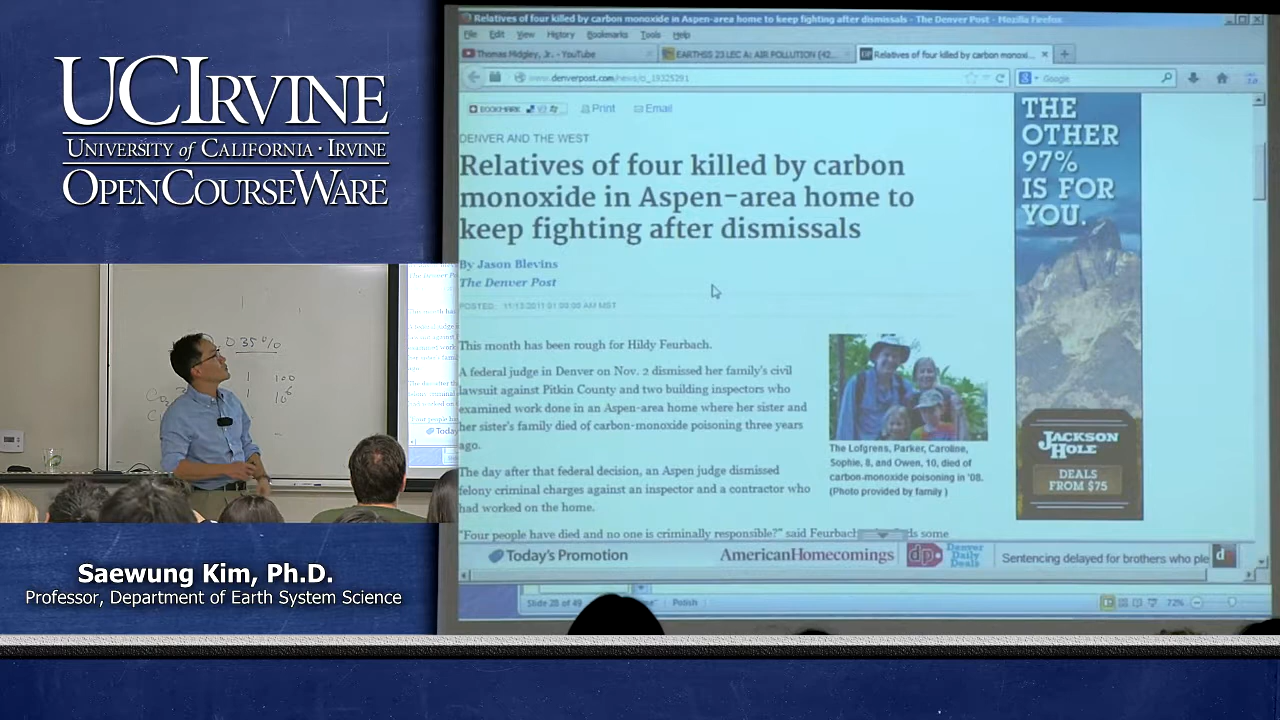 UCIRVINE
UNIVERSITY of CALIFORNIA · IRVINE
OPENCOURSEWARE
Saewung Kim, Ph.D.
Professor, Department of Earth System Science
Relatives of four killed by carbon monoxide in Aspen-area home to keep fighting after dismissals - The Denver Post - Mozilla Firefox
File Edit View History Bookmarks Tools Help
Thomas Midgley, Jr. - YouTube
EARTHSS 23 LEC A: AIR POLLUTION (42...
Relatives of four killed by carbon monoxi...
www.denverpost.com/news/ci_19325291
Google
BOOKMARK
Print
Email
DENVER AND THE WEST
Relatives of four killed by carbon
monoxide in Aspen-area home to
keep fighting after dismissals
By Jason Blevins
The Denver Post
POSTED: 11/13/2011 01:00:00 AM MST
This month has been rough for Hildy Feurbach.
A federal judge in Denver on Nov. 2 dismissed her family's civil
lawsuit against Pitkin County and two building inspectors who
examined work done in an Aspen-area home where her sister and
her sister's family died of carbon-monoxide poisoning three years
ago.
The day after that federal decision, an Aspen judge dismissed
felony criminal charges against an inspector and a contractor who
had worked on the home.
"Four people have died and no one is criminally responsible?" said Feurbach
some
The Lofgrens, Parker, Caroline,
Sophie, 8, and Owen, 10, died of
carbon-monoxide poisoning in '08.
(Photo provided by family )
THE
OTHER
97%
IS FOR
YOU.
JACKSON
HOLE
DEALS
FROM $75
Today's Promotion
AmericanHomecomings
dp
Denver
Daily
Deals
Sentencing delayed for brothers who ple
d
Slide 28 of 49
Polish
72%
035%
1 100
1 10⁶